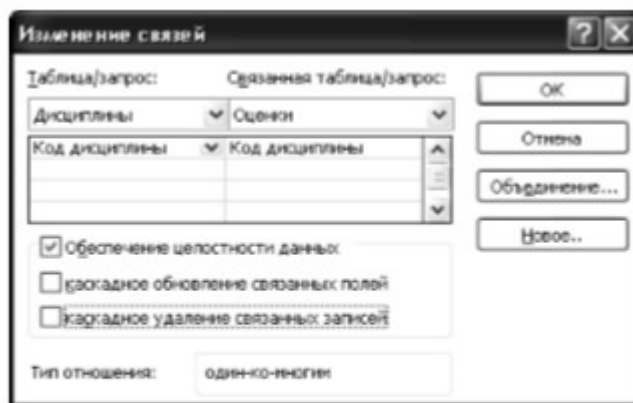 Изменение связей
Таблица/запрос: Связанная таблица/запрос:
Дисциплины Оценки
Код дисциплины Код дисциплины
Обеспечение целостности данных
каскадное обновление связанных полей
каскадное удаление связанных записей
Тип отношения: один-ко-многим
ОК
Отмена
Объединение...
Новое..